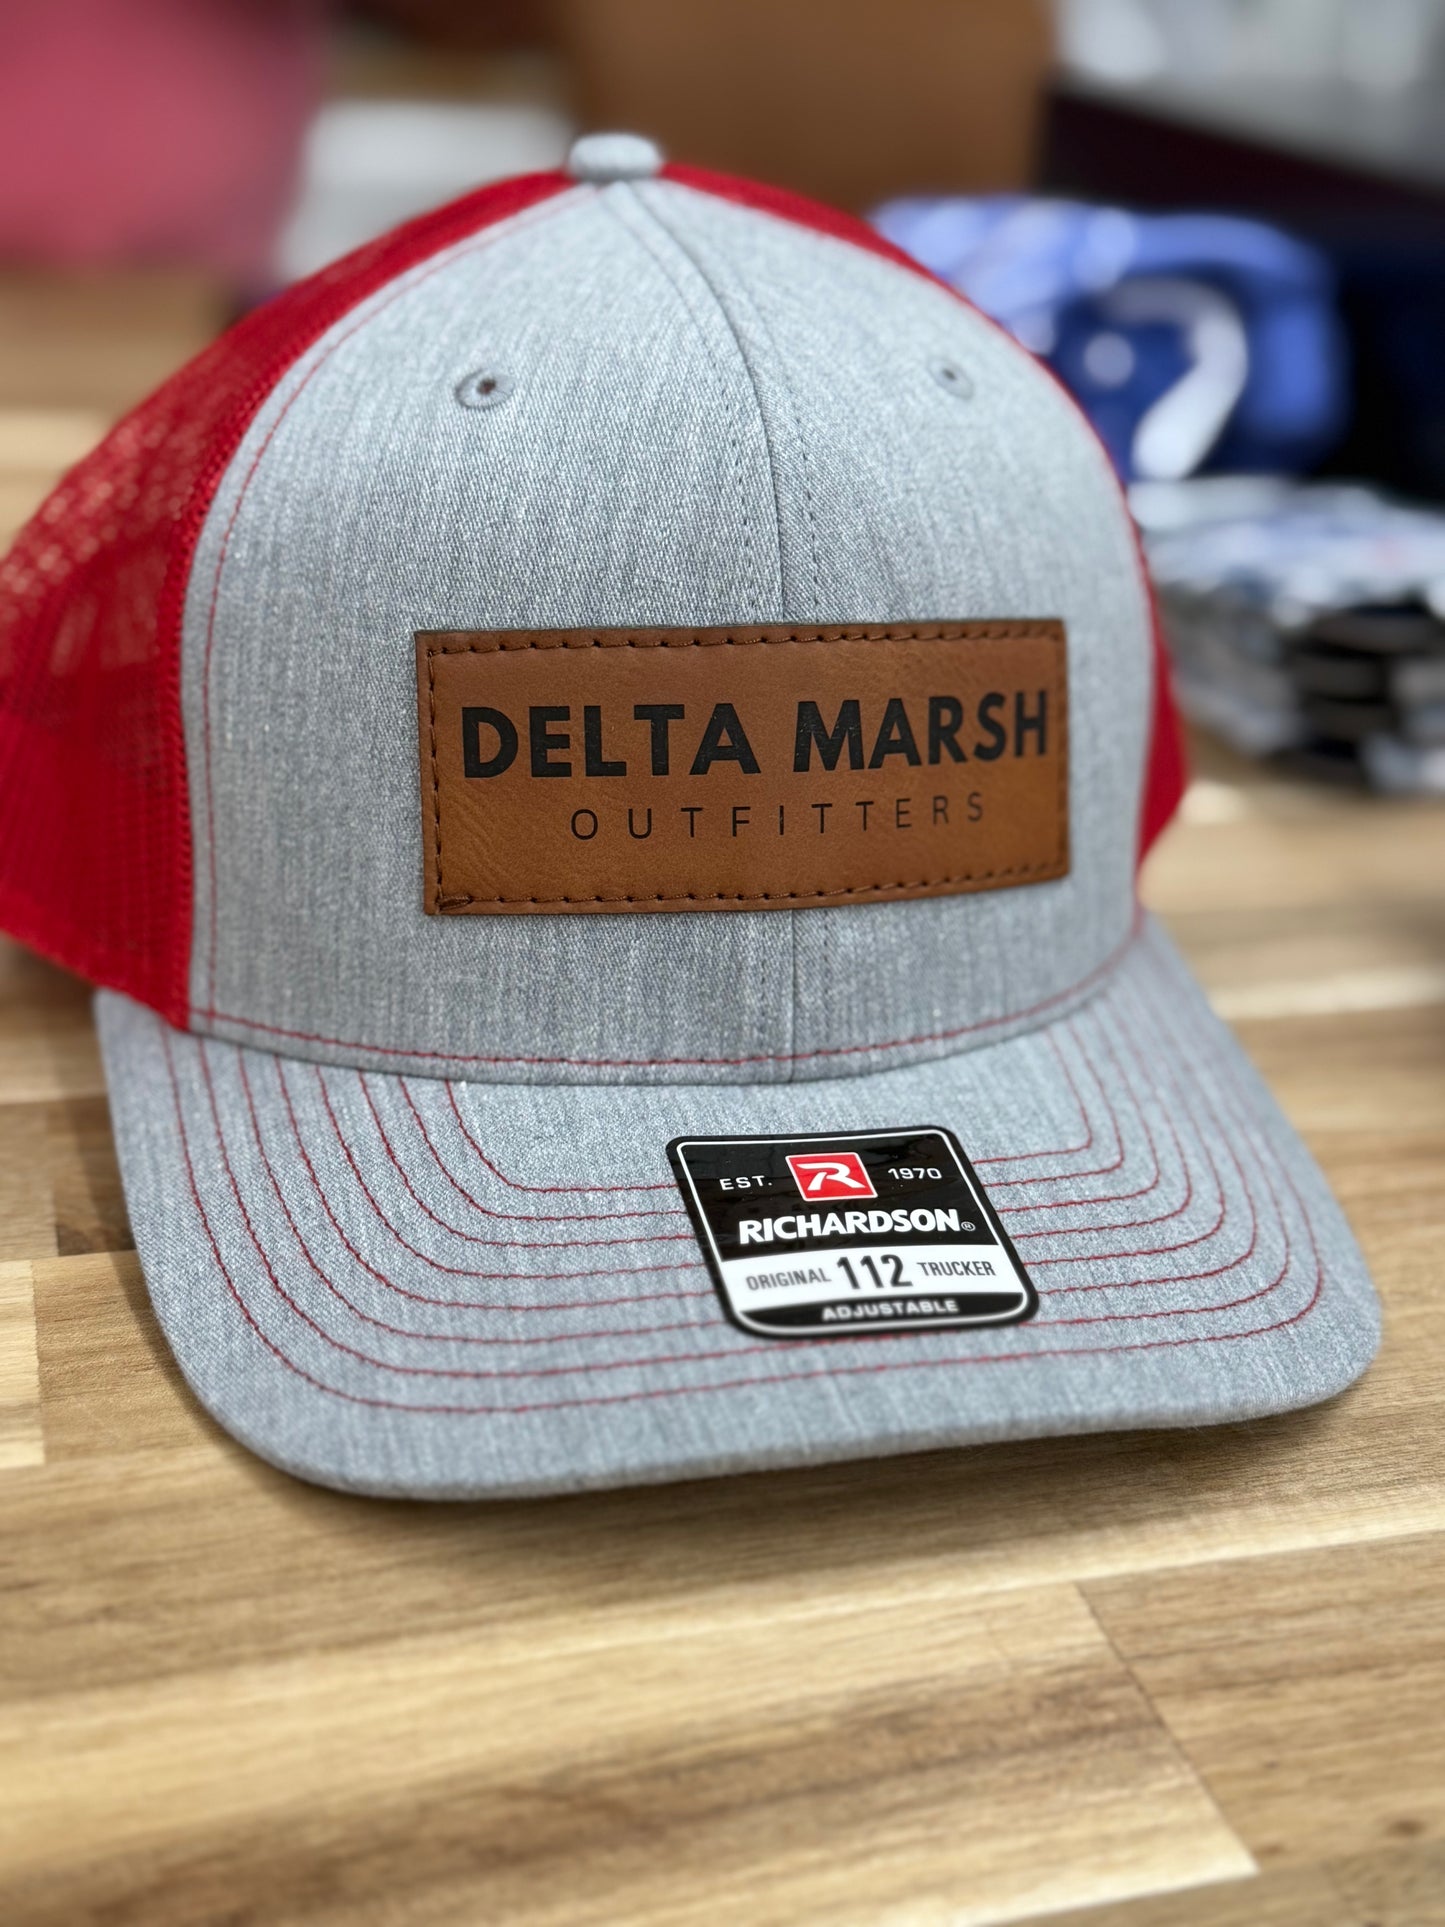 DELTA MARSH
OUTFITTERS
EST. R 1970
RICHARDSON®
ORIGINAL 112 TRUCKER
ADJUSTABLE